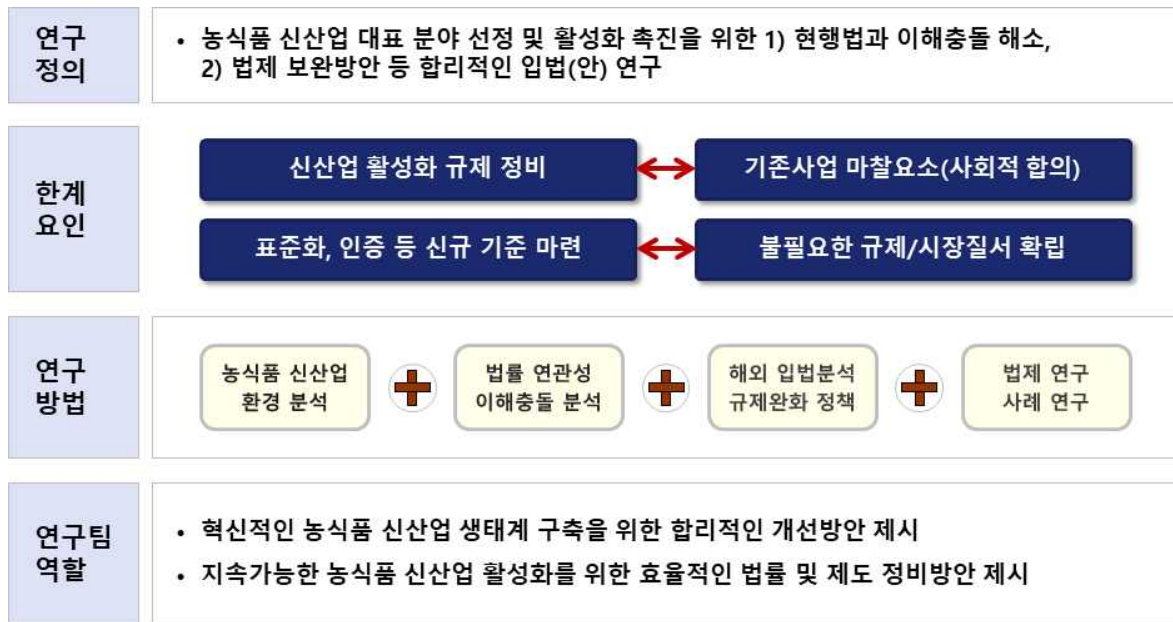 연구
정의
• 농식품 신산업 대표 분야 선정 및 활성화 촉진을 위한 1) 현행법과 이해충돌 해소,
2) 법제 보완방안 등 합리적인 입법(안) 연구
한계
요인
신산업 활성화 규제 정비
기존사업 마찰요소(사회적 합의)
표준화, 인증 등 신규 기준 마련
불필요한 규제/시장질서 확립
연구
방법
농식품 신산업
환경 분석
법률 연관성
이해충돌 분석
해외 입법분석
규제완화 정책
법제 연구
사례 연구
연구팀
역할
• 혁신적인 농식품 신산업 생태계 구축을 위한 합리적인 개선방안 제시
• 지속가능한 농식품 신산업 활성화를 위한 효율적인 법률 및 제도 정비방안 제시